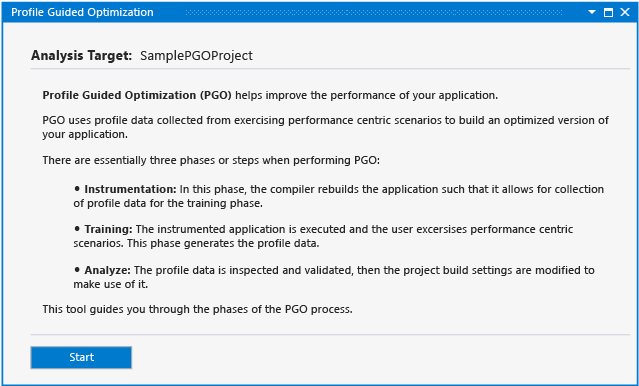 Profile Guided Optimization
Analysis Target: SamplePGOProject
Profile Guided Optimization (PGO) helps improve the performance of your application.
PGO uses profile data collected from exercising performance centric scenarios to build an optimized version of
your application.
There are essentially three phases or steps when performing PGO:
• Instrumentation: In this phase, the compiler rebuilds the application such that it allows for collection
of profile data for the training phase.
• Training: The instrumented application is executed and the user excersises performance centric
scenarios. This phase generates the profile data.
• Analyze: The profile data is inspected and validated, then the project build settings are modified to
make use of it.
This tool guides you through the phases of the PGO process.
Start